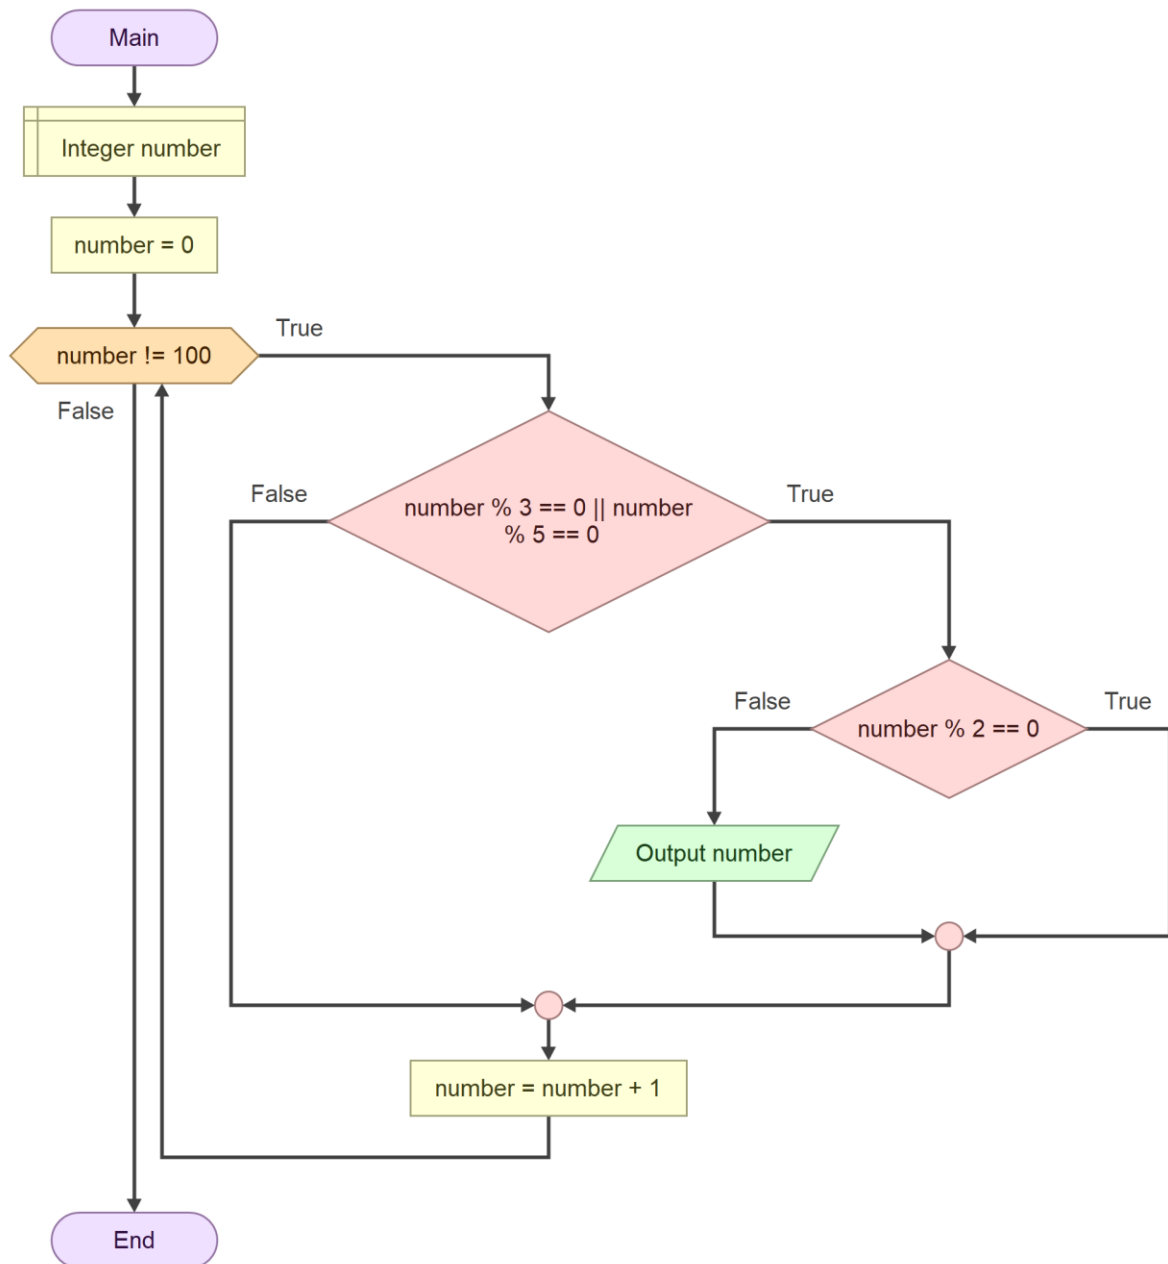 Main
Integer number
number = 0
number != 100
True
False
number % 3 == 0 || number
% 5 == 0
False
True
number % 2 == 0
False
True
Output number
number = number + 1
End